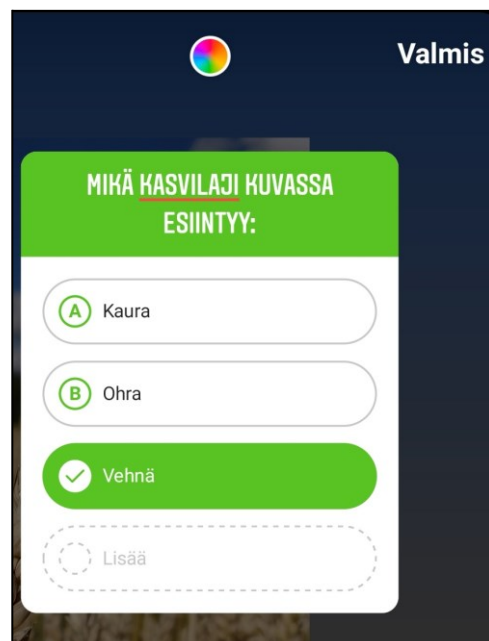 Valmis
MIKÄ KASVILAJI KUVASSA
ESIINTYY:
A Kaura
B Ohra
Vehnä
Lisää